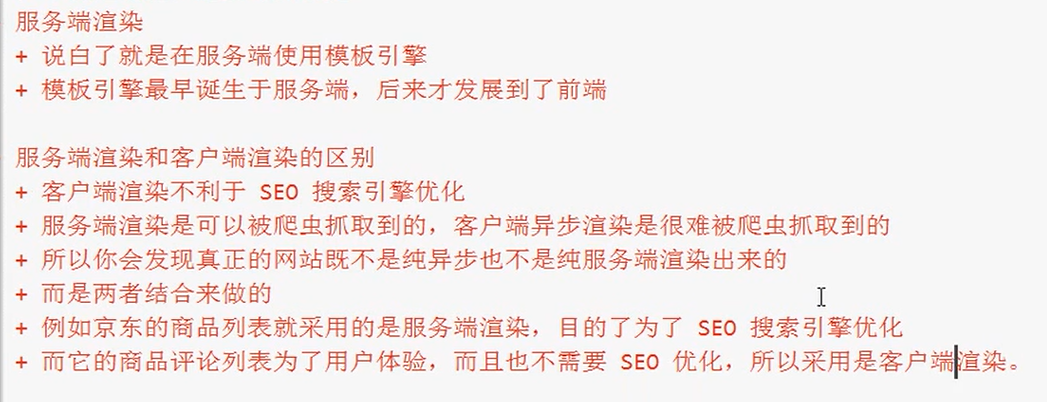 服务端渲染
+ 说白了就是在服务端使用模板引擎
+ 模板引擎最早诞生于服务端，后来才发展到了前端
服务端渲染和客户端渲染的区别
+ 客户端渲染不利于 SEO 搜索引擎优化
+ 服务端渲染是可以被爬虫抓取到的，客户端异步渲染是很难被爬虫抓取到的
+ 所以你会发现真正的网站既不是纯异步也不是纯服务端渲染出来的
+ 而是两者结合来做的
+ 例如京东的商品列表就采用的是服务端渲染，目的了为了 SEO 搜索引擎优化
+ 而它的商品评论列表为了用户体验，而且也不需要 SEO 优化，所以采用是客户端渲染。